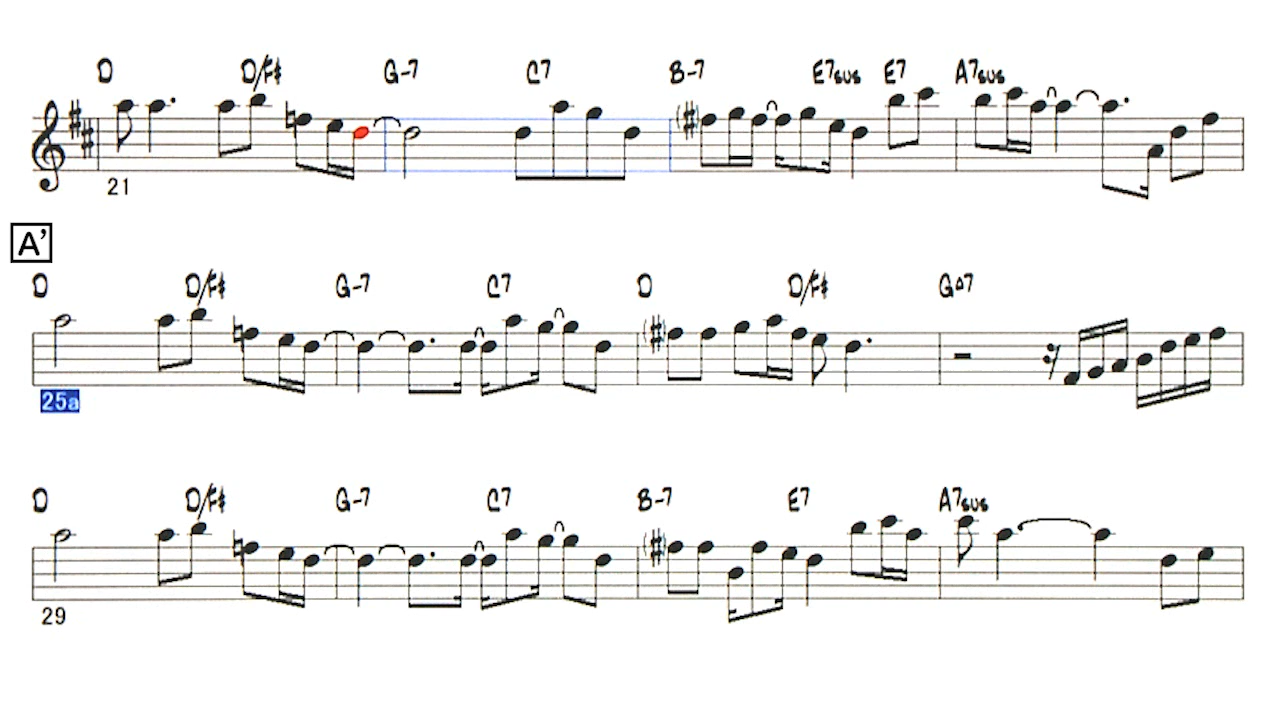 D D/F# G-7 C7 B-7 E7sus E7 A7sus
21
A’
D D/F# G-7 C7 D D/F# G△7
25a
D D/F# G-7 C7 B-7 E7 A7sus
29